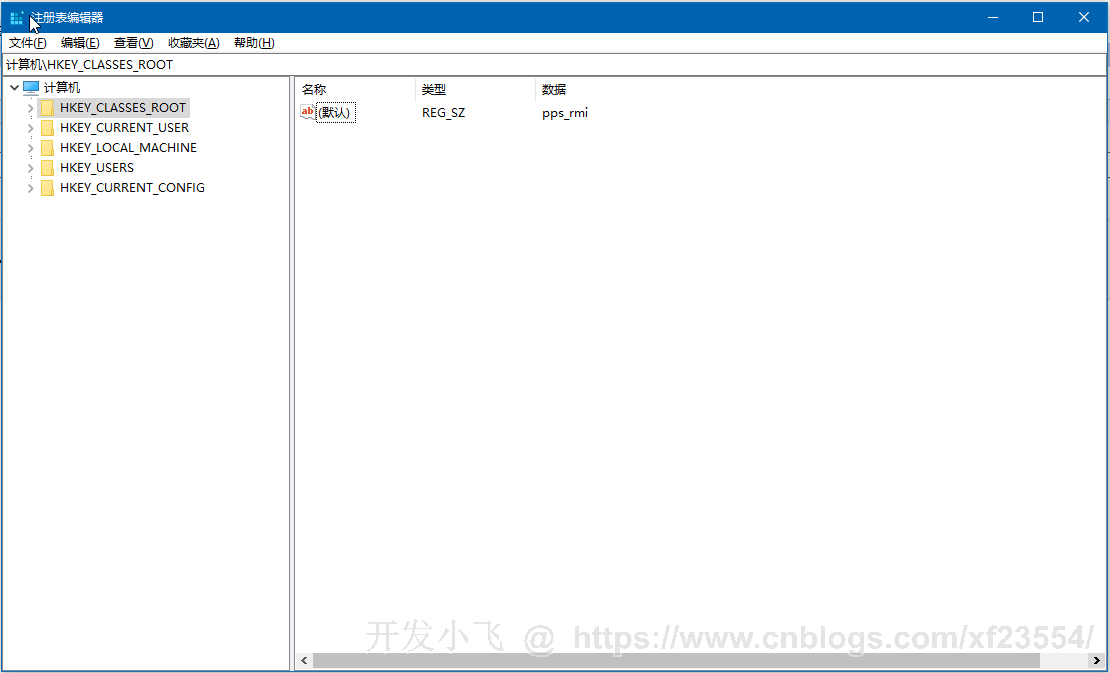 注册表编辑器
文件(F) 编辑(E) 查看(V) 收藏夹(A) 帮助(H)
计算机\HKEY_CLASSES_ROOT
计算机
HKEY_CLASSES_ROOT
HKEY_CURRENT_USER
HKEY_LOCAL_MACHINE
HKEY_USERS
HKEY_CURRENT_CONFIG
名称 类型 数据
ab (默认) REG_SZ pps_rmi
开发小飞 @ https://www.cnblogs.com/xf23554/